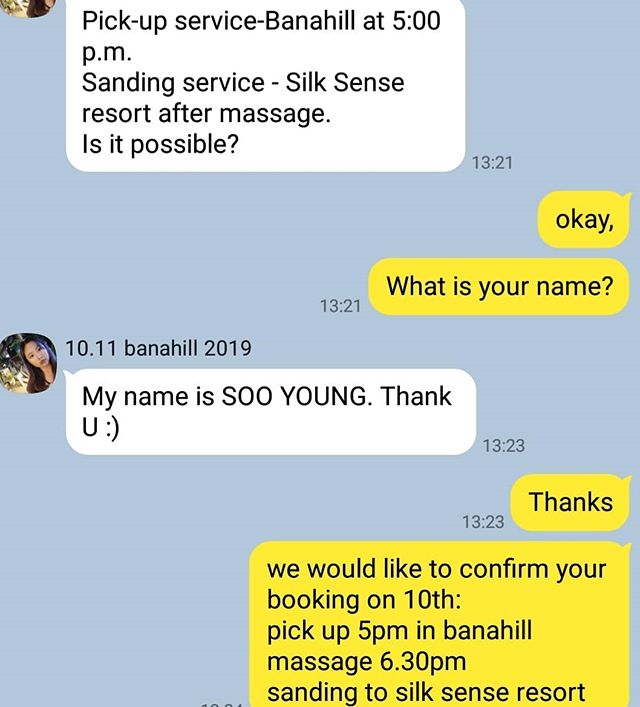 Pick-up service-Banahill at 5:00
p.m.
Sanding service - Silk Sense
resort after massage.
Is it possible?
13:21
okay,
What is your name?
13:21
10.11 banahill 2019
My name is SOO YOUNG. Thank
U :)
13:23
Thanks
13:23
we would like to confirm your
booking on 10th:
pick up 5pm in banahill
massage 6.30pm
sanding to silk sense resort